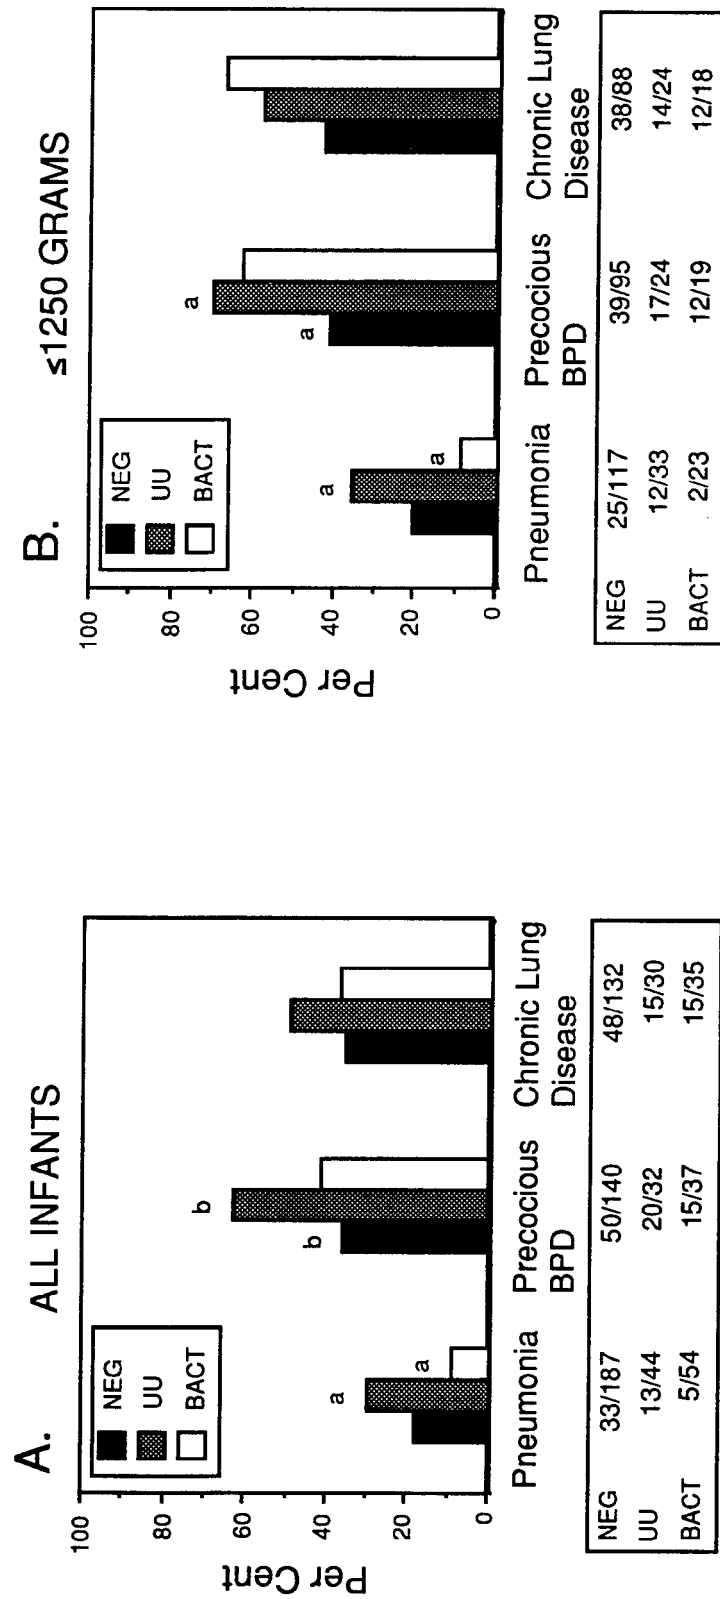 A.
ALL INFANTS
Per Cent
100
80
60
40
20
0
NEG
UU
BACT
a
a
b
b
Pneumonia Precocious BPD Chronic Lung Disease
NEG 33/187 50/140 48/132
UU 13/44 20/32 15/30
BACT 5/54 15/37 15/35
B.
≤1250 GRAMS
Per Cent
100
80
60
40
20
0
NEG
UU
BACT
a
a
a
a
Pneumonia Precocious BPD Chronic Lung Disease
NEG 25/117 39/95 38/88
UU 12/33 17/24 14/24
BACT 2/23 12/19 12/18